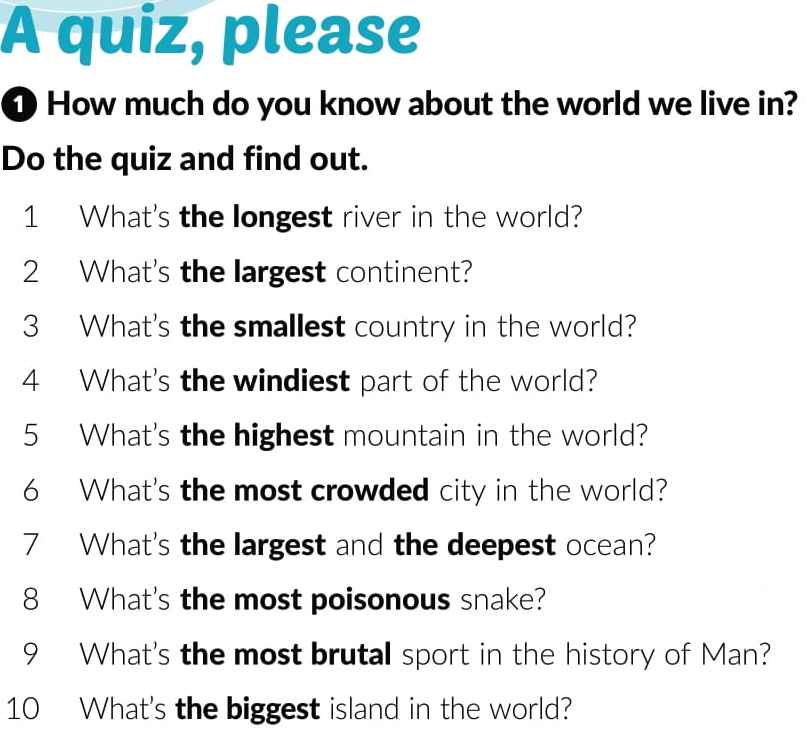 A quiz, please
1 How much do you know about the world we live in?
Do the quiz and find out.
1 What's the longest river in the world?
2 What's the largest continent?
3 What's the smallest country in the world?
4 What's the windiest part of the world?
5 What's the highest mountain in the world?
6 What's the most crowded city in the world?
7 What's the largest and the deepest ocean?
8 What's the most poisonous snake?
9 What's the most brutal sport in the history of Man?
10 What's the biggest island in the world?